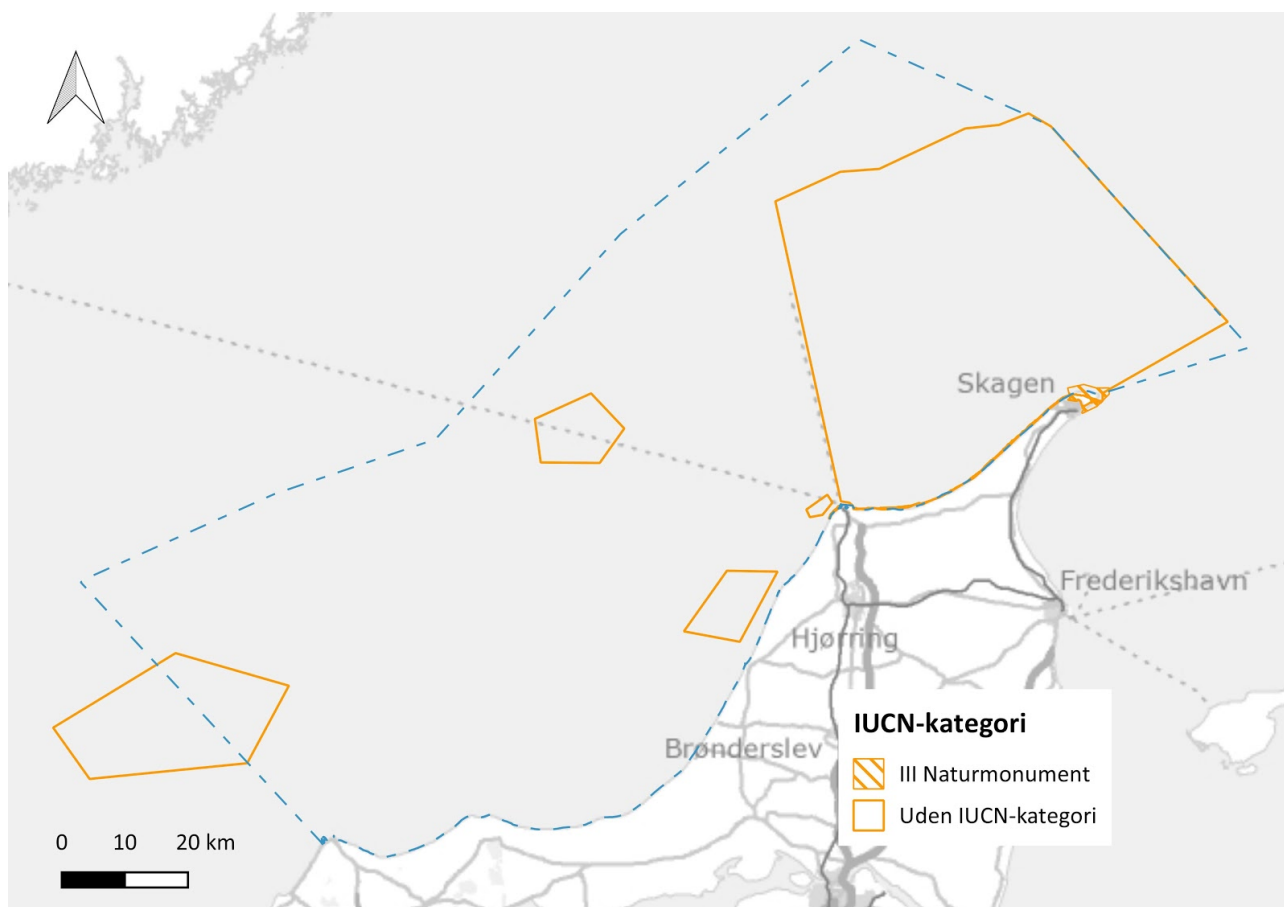 Skagen
Frederikshavn
Hjørring
Brønderslev
IUCN-kategori
III Naturmonument
Uden IUCN-kategori
0 10 20 km